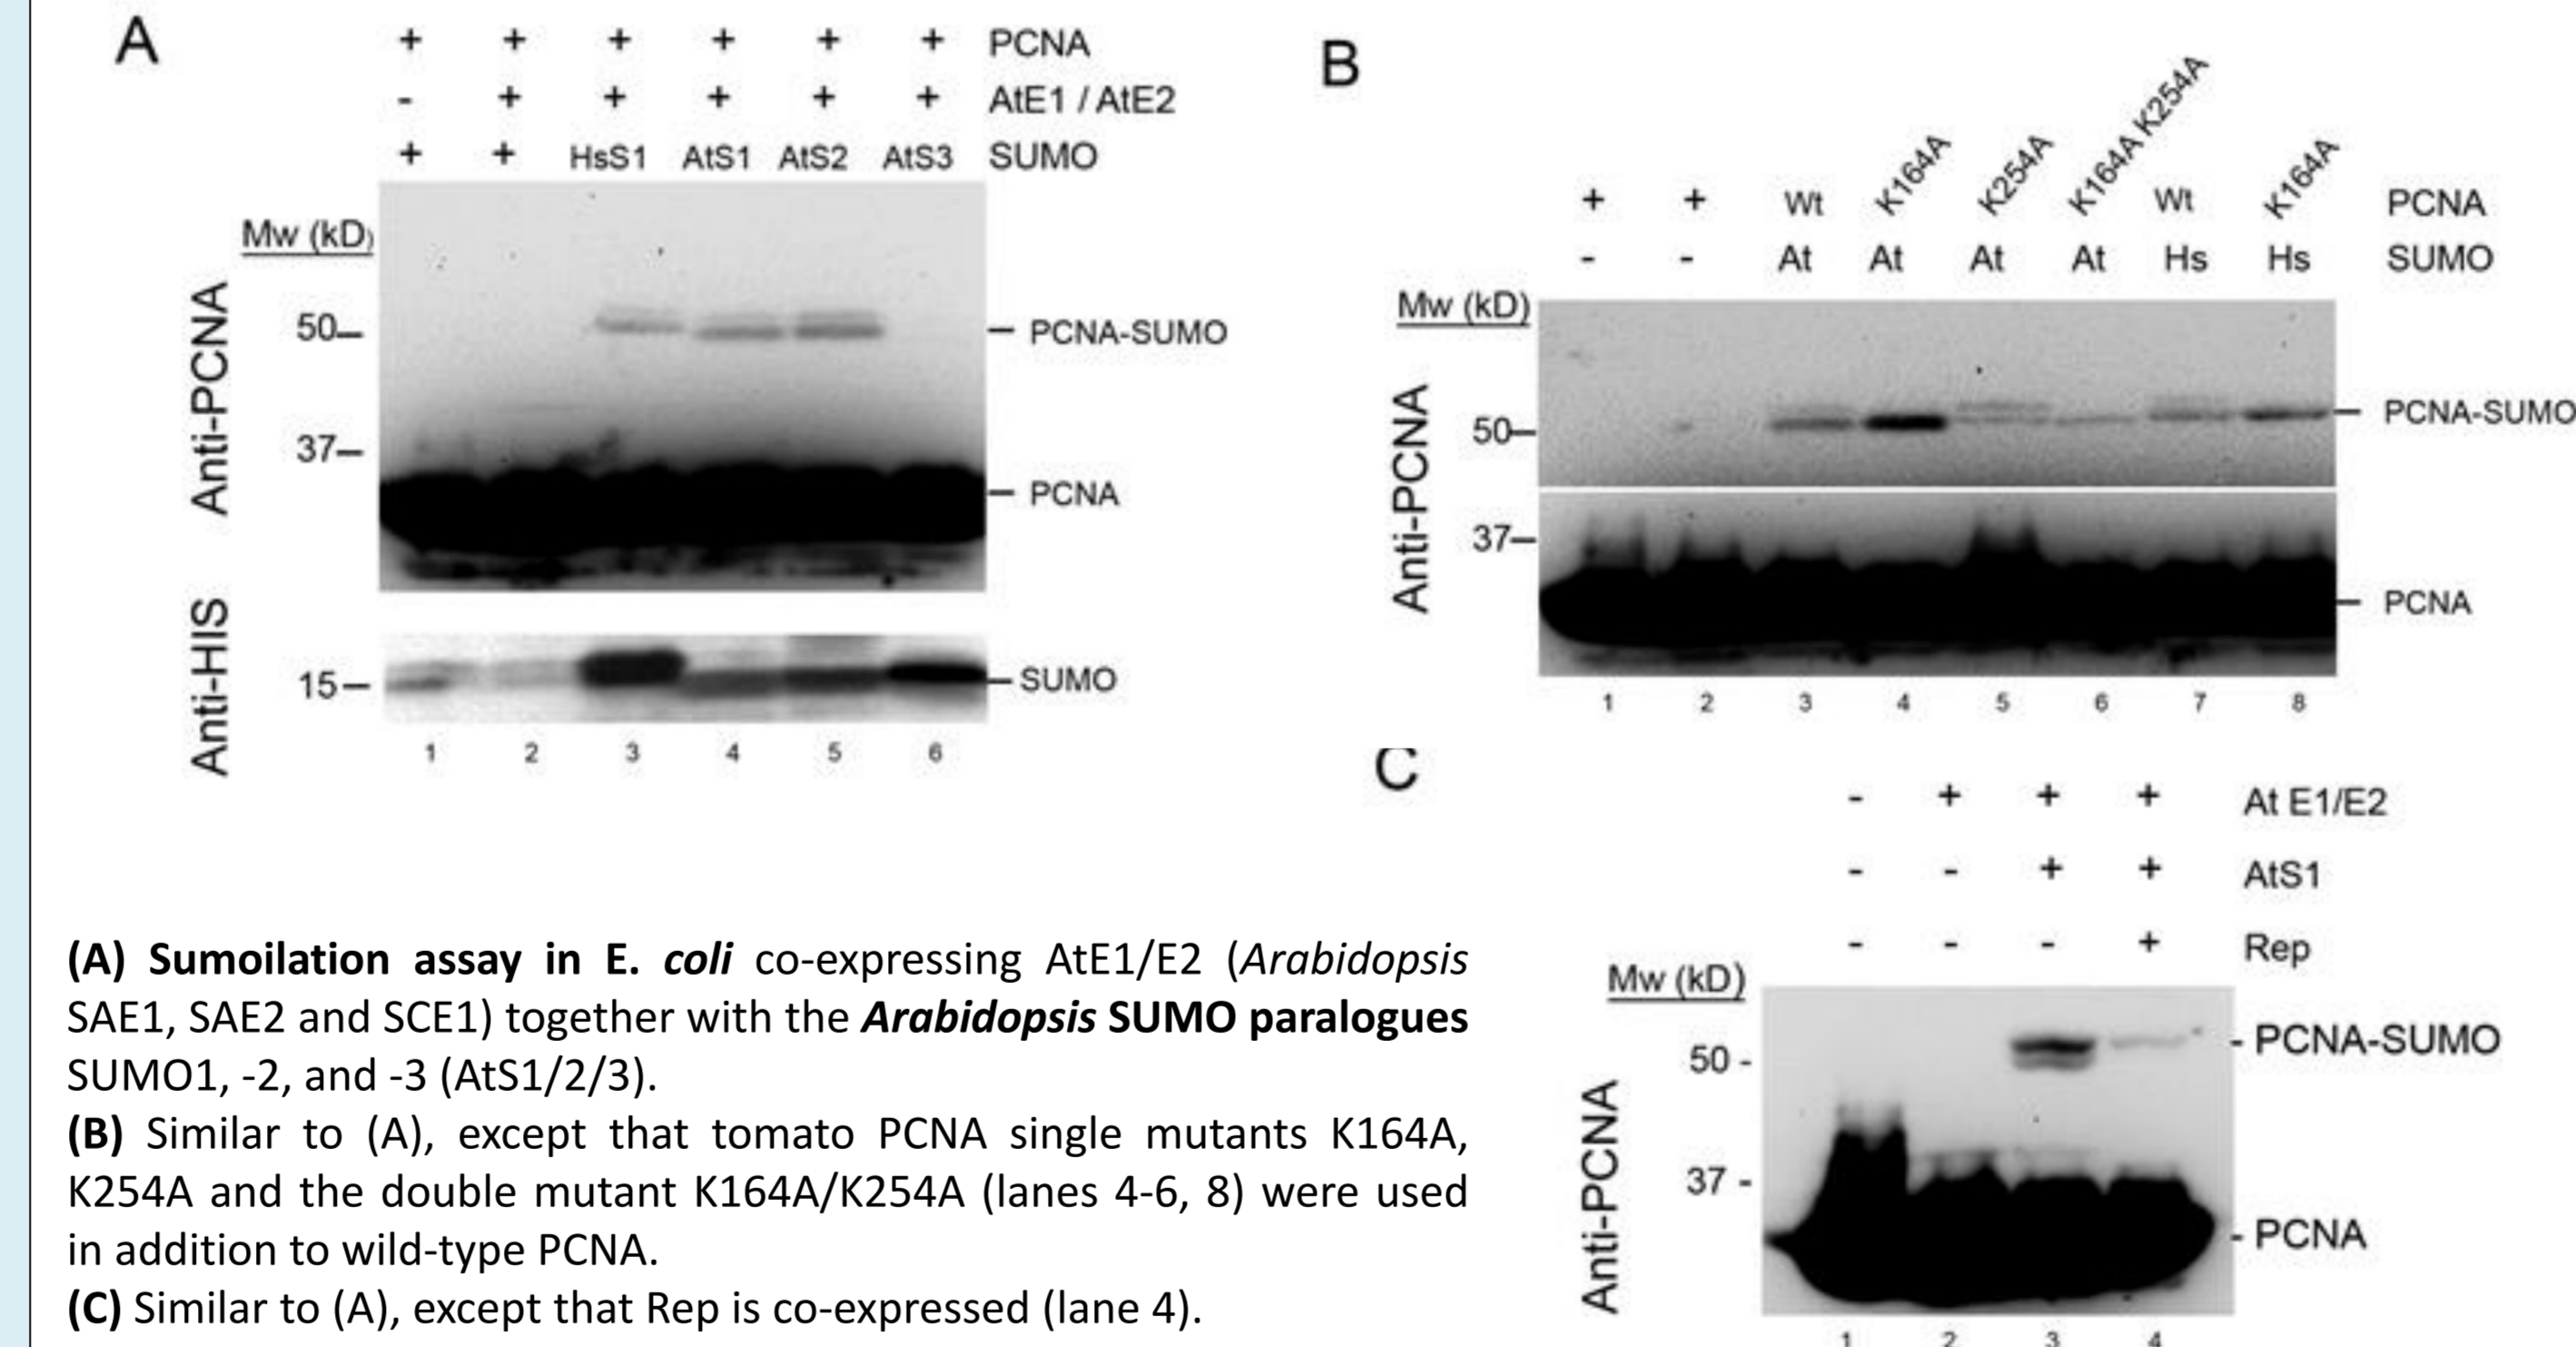 A
+ + + + + + PCNA
- + + + + + AtE1 / AtE2
+ + HsS1 AtS1 AtS2 AtS3 SUMO
Mw (kD)
Anti-PCNA
50
PCNA-SUMO
37
PCNA
Anti-HIS
15
SUMO
1 2 3 4 5 6
B
+ + Wt K164A K254A K164A K254A Wt K164A PCNA
- - At At At At Hs Hs SUMO
Mw (kD)
Anti-PCNA
50
PCNA-SUMO
37
PCNA
1 2 3 4 5 6 7 8
C
- + + + At E1/E2
- - + + AtS1
- - - + Rep
Mw (kD)
Anti-PCNA
50 -
- PCNA-SUMO
37 -
- PCNA
1 2 3 4
(A) Sumoilation assay in E. coli co-expressing AtE1/E2 (Arabidopsis
SAE1, SAE2 and SCE1) together with the Arabidopsis SUMO paralogues
SUMO1, -2, and -3 (AtS1/2/3).
(B) Similar to (A), except that tomato PCNA single mutants K164A,
K254A and the double mutant K164A/K254A (lanes 4-6, 8) were used
in addition to wild-type PCNA.
(C) Similar to (A), except that Rep is co-expressed (lane 4).